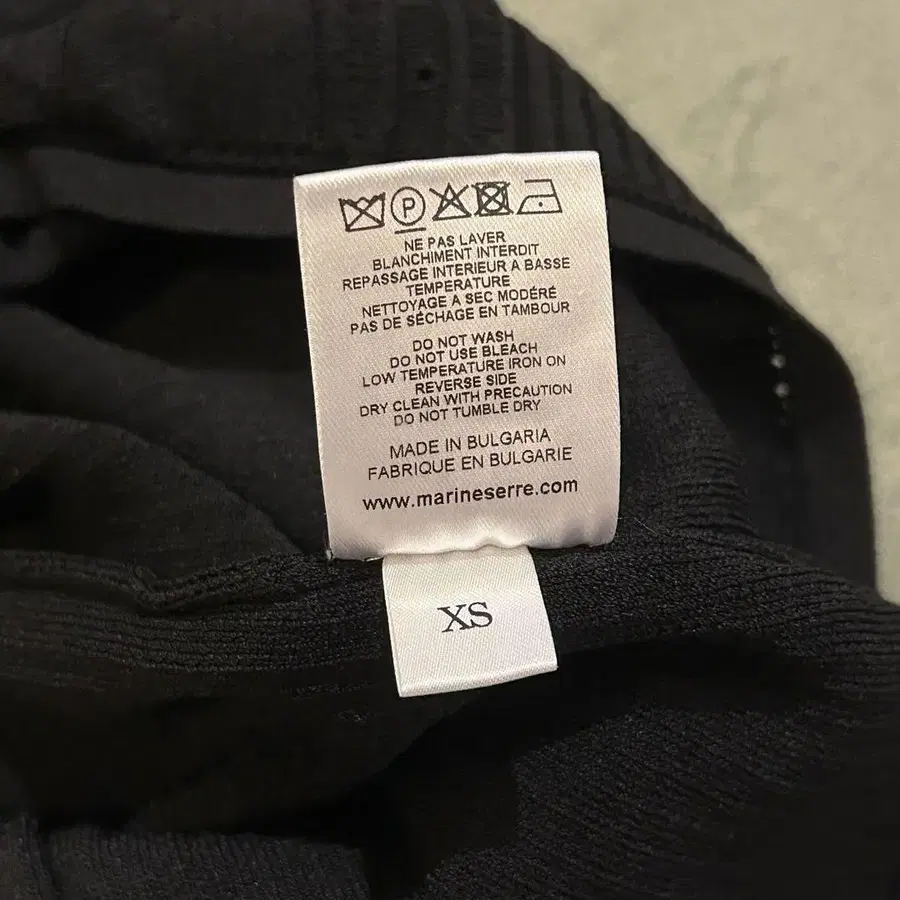 P
NE PAS LAVER
BLANCHIMENT INTERDIT
REPASSAGE INTERIEUR A BASSE
TEMPERATURE
NETTOYAGE A SEC MODÉRÉ
PAS DE SÉCHAGE EN TAMBOUR
DO NOT WASH
DO NOT USE BLEACH
LOW TEMPERATURE IRON ON
REVERSE SIDE
DRY CLEAN WITH PRECAUTION
DO NOT TUMBLE DRY
MADE IN BULGARIA
FABRIQUE EN BULGARIE
www.marineserre.com
XS